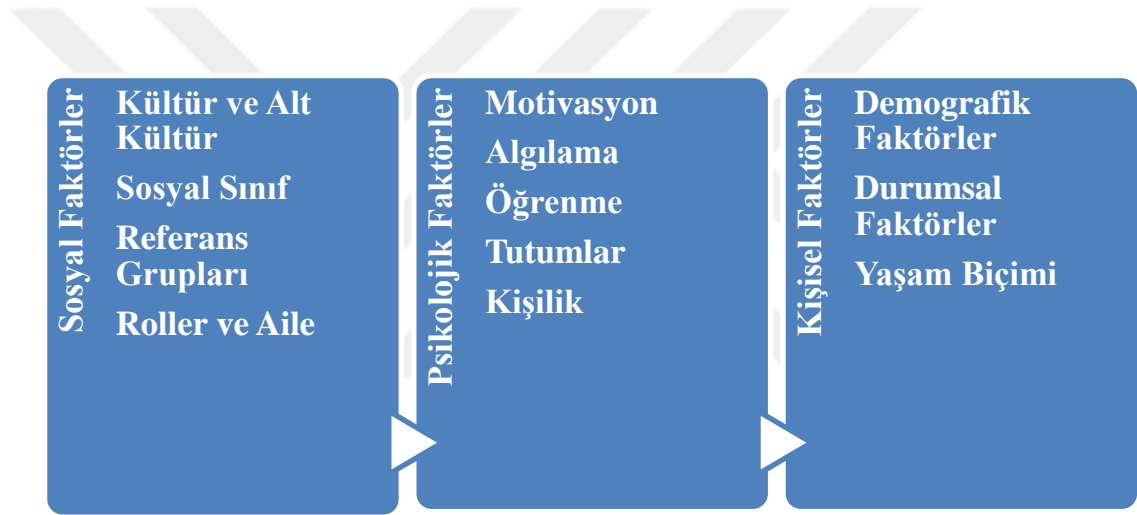 Sosyal Faktörler
Kültür ve Alt
Kültür
Sosyal Sınıf
Referans
Grupları
Roller ve Aile
Psikolojik Faktörler
Motivasyon
Algılama
Öğrenme
Tutumlar
Kişilik
Kişisel Faktörler
Demografik
Faktörler
Durumsal
Faktörler
Yaşam Biçimi